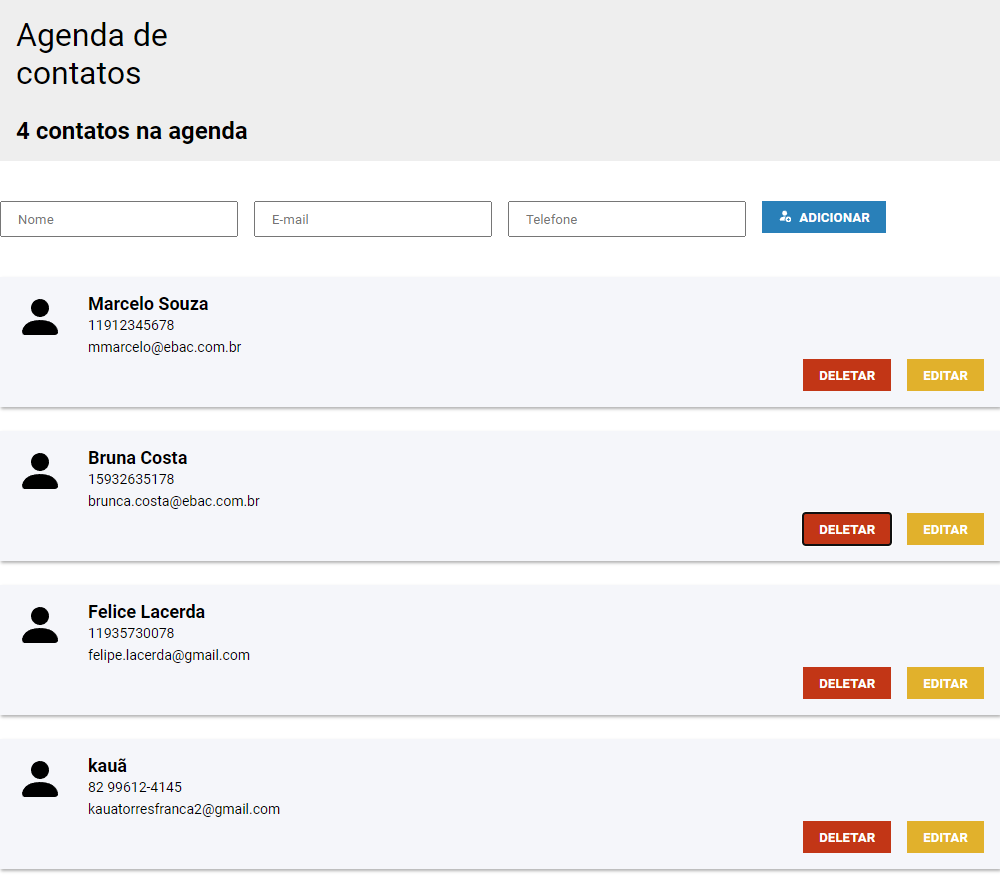 Agenda de
contatos
4 contatos na agenda
Nome E-mail Telefone ADICIONAR
Marcelo Souza
11912345678
mmarcelo@ebac.com.br
DELETAR EDITAR
Bruna Costa
15932635178
brunca.costa@ebac.com.br
DELETAR EDITAR
Felice Lacerda
11935730078
felipe.lacerda@gmail.com
DELETAR EDITAR
kauã
82 99612-4145
kauatorresfranca2@gmail.com
DELETAR EDITAR